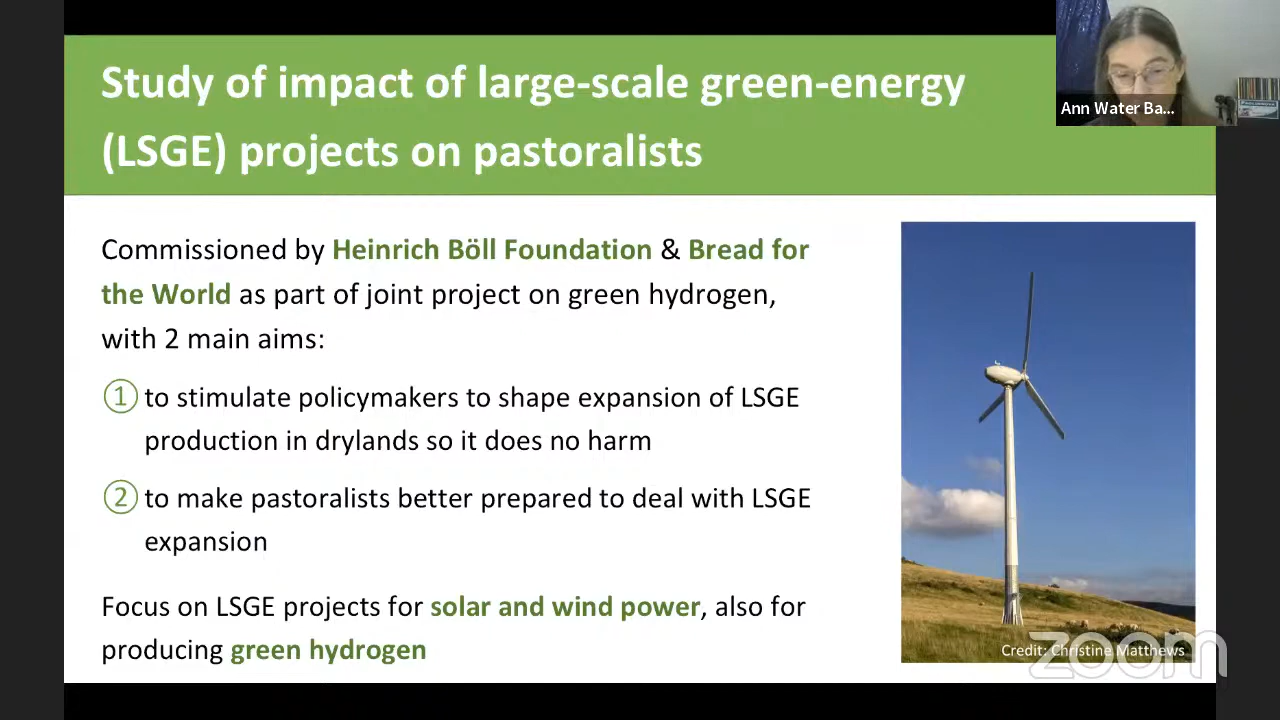 Study of impact of large-scale green-energy
(LSGE) projects on pastoralists
Ann Water Ba...
Commissioned by Heinrich Böll Foundation & Bread for
the World as part of joint project on green hydrogen,
with 2 main aims:
① to stimulate policymakers to shape expansion of LSGE
production in drylands so it does no harm
② to make pastoralists better prepared to deal with LSGE
expansion
Focus on LSGE projects for solar and wind power, also for
producing green hydrogen
Credit: Christine Matthews
zoom